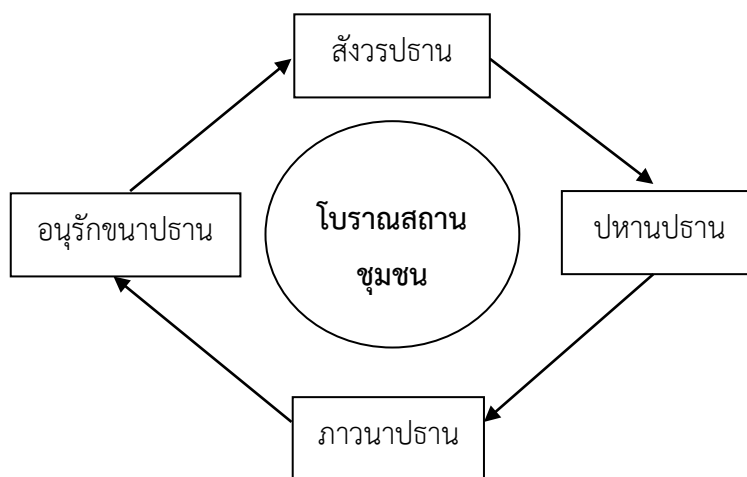 สังวรปธาน
อนุรักขนาปธาน
โบราณสถาน
ชุมชน
ปหานปธาน
ภาวนาปธาน